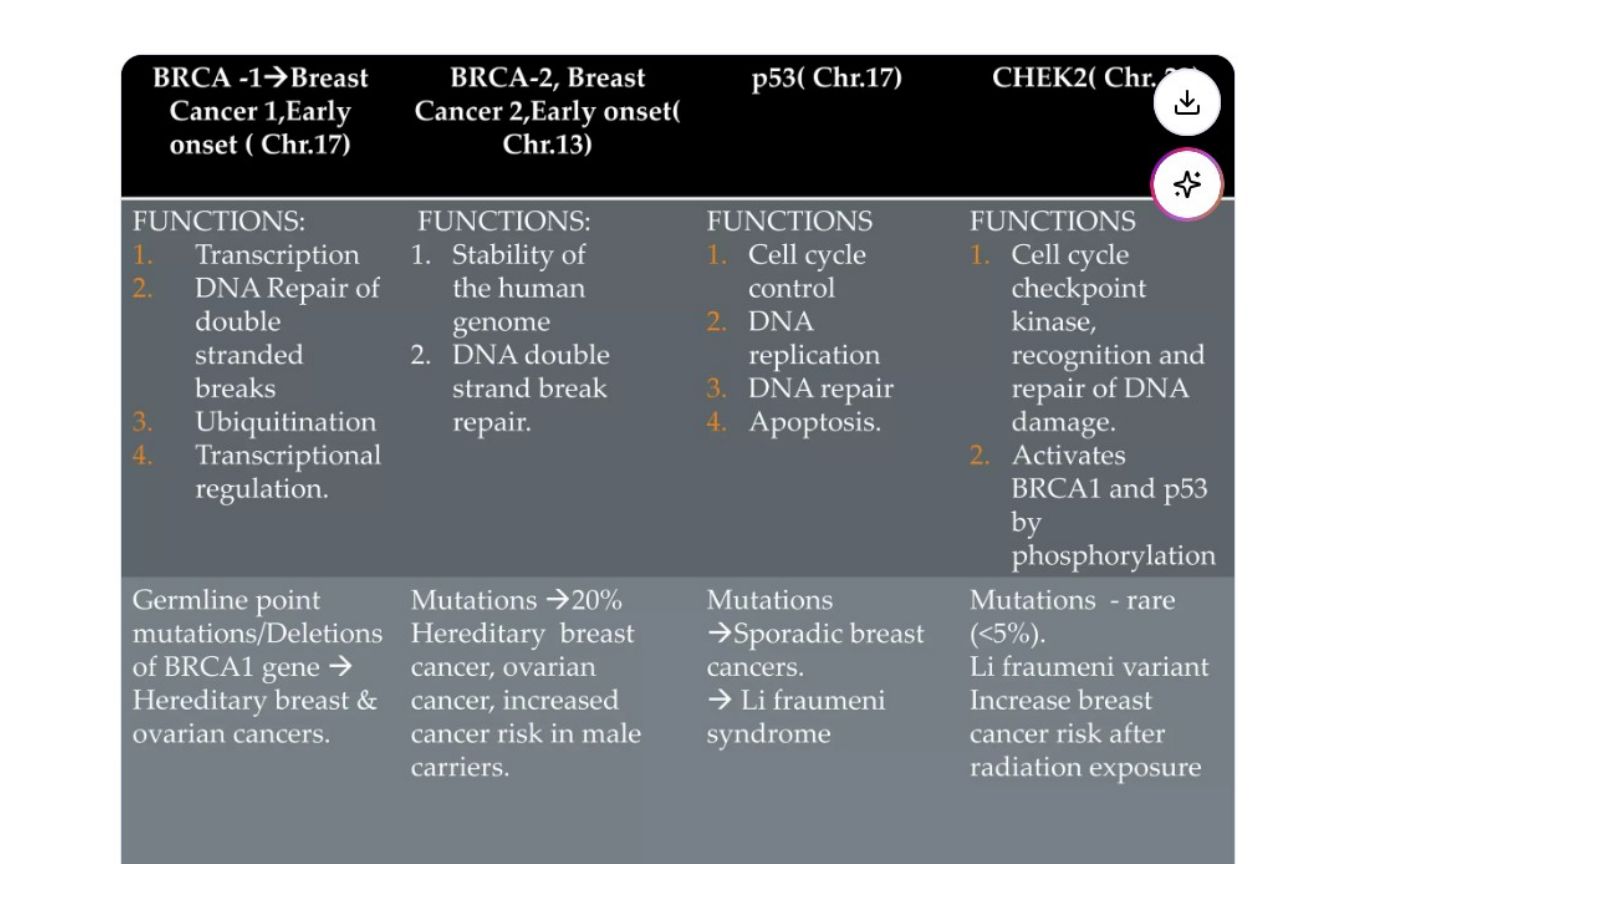 BRCA -1→Breast
Cancer 1,Early
onset ( Chr.17)
BRCA-2, Breast
Cancer 2,Early onset(
Chr.13)
p53( Chr.17)
CHEK2( Chr.
FUNCTIONS:
1. Transcription
2. DNA Repair of
double
stranded
breaks
3. Ubiquitination
4. Transcriptional
regulation.
FUNCTIONS:
1. Stability of
the human
genome
2. DNA double
strand break
repair.
FUNCTIONS
1. Cell cycle
control
2. DNA
replication
3. DNA repair
4. Apoptosis.
FUNCTIONS
1. Cell cycle
checkpoint
kinase,
recognition and
repair of DNA
damage.
2. Activates
BRCA1 and p53
by
phosphorylation
Germline point
mutations/Deletions
of BRCA1 gene →
Hereditary breast &
ovarian cancers.
Mutations →20%
Hereditary breast
cancer, ovarian
cancer, increased
cancer risk in male
carriers.
Mutations
→Sporadic breast
cancers.
→ Li fraumeni
syndrome
Mutations - rare
(<5%).
Li fraumeni variant
Increase breast
cancer risk after
radiation exposure